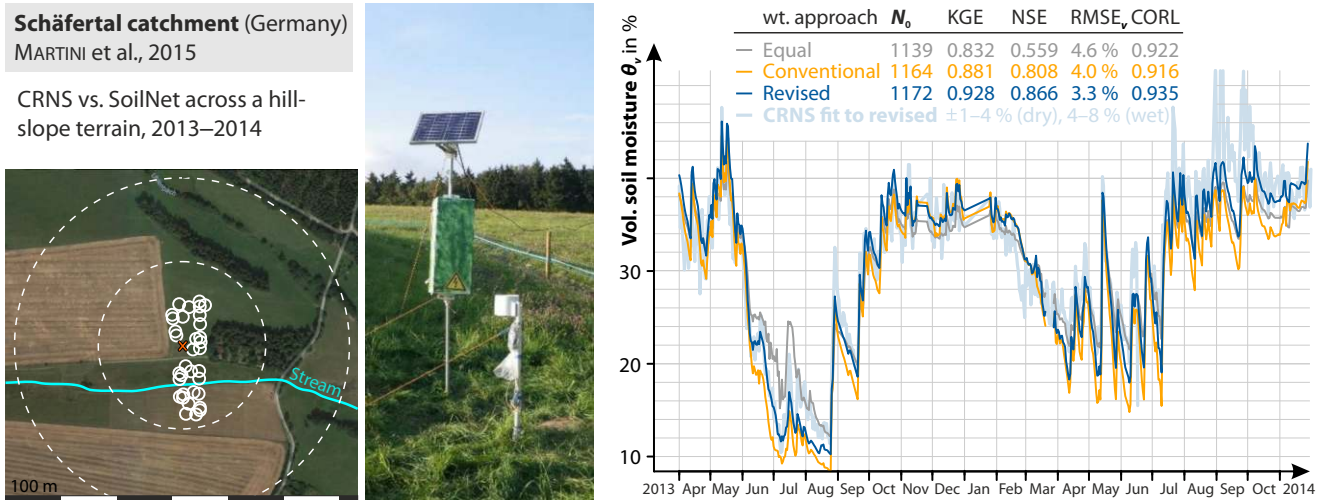 Schäfertal catchment (Germany)
MARTINI et al., 2015
CRNS vs. SoilNet across a hill-
slope terrain, 2013–2014
Stream
100 m
wt. approach N₀ KGE NSE RMSEᵥ CORL
Equal 1139 0.832 0.559 4.6 % 0.922
Conventional 1164 0.881 0.808 4.0 % 0.916
Revised 1172 0.928 0.866 3.3 % 0.935
CRNS fit to revised ±1–4 % (dry), 4–8 % (wet)
Vol. soil moisture θᵥ in %
30
20
10
2013 Apr May Jun Jul Aug Sep Oct Nov Dec Jan Feb Mar Apr May Jun Jul Aug Sep Oct 2014